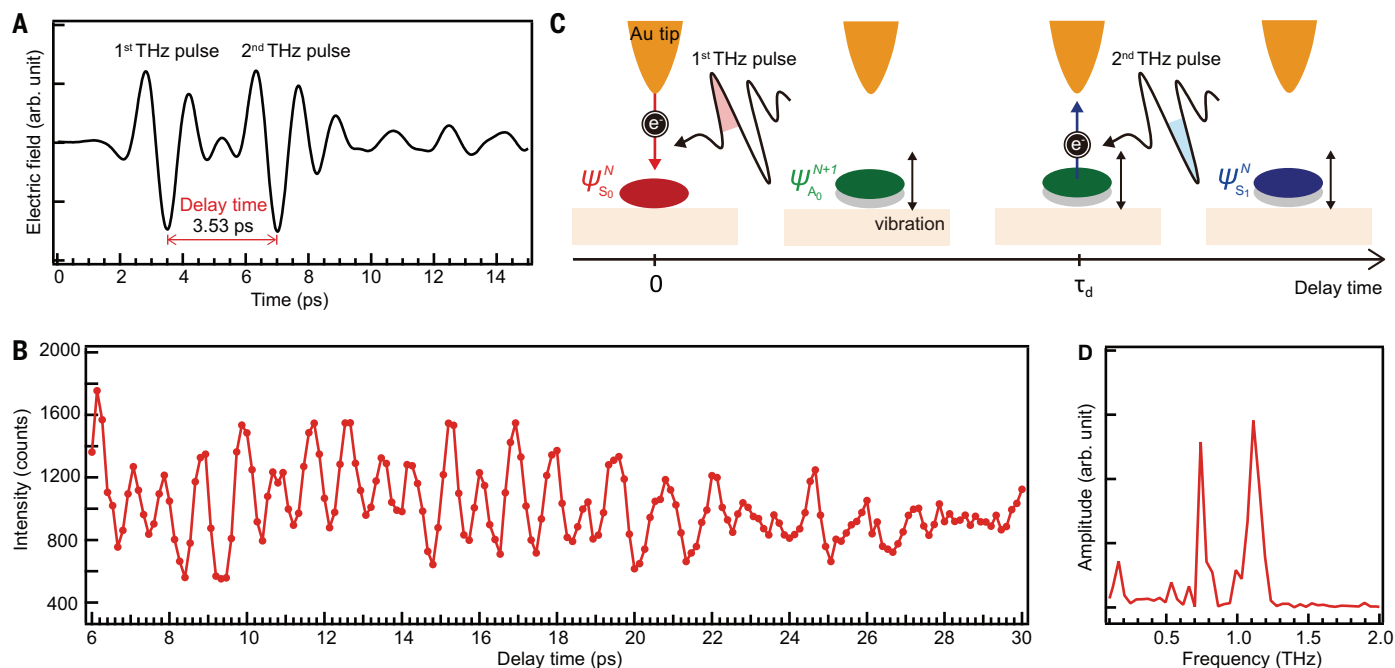 A
Electric field (arb. unit)
1st THz pulse
2nd THz pulse
Delay time
3.53 ps
0 2 4 6 8 10 12 14
Time (ps)
C
Au tip
1st THz pulse
2nd THz pulse
e- e-
ΨS0N
ΨA0N+1
ΨS1N
vibration
0
τd
Delay time
B
Intensity (counts)
2000
1600
1200
800
400
6 8 10 12 14 16 18 20 22 24 26 28 30
Delay time (ps)
D
Amplitude (arb. unit)
0.5 1.0 1.5 2.0
Frequency (THz)